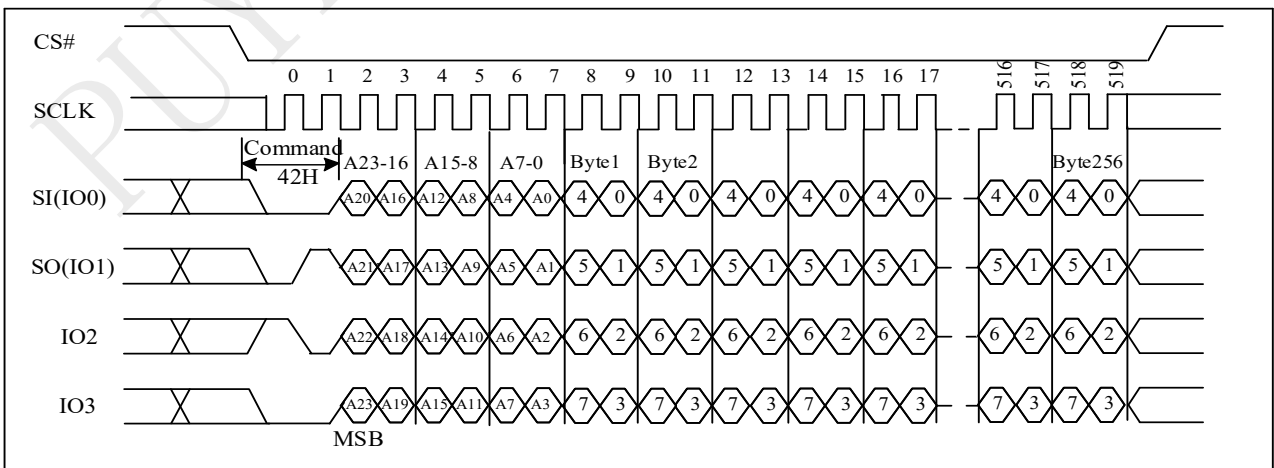 PUYA
CS#
0 1 2 3 4 5 6 7 8 9 10 11 12 13 14 15 16 17 516 517 518 519
SCLK
Command
42H
A23-16 A15-8 A7-0 Byte1 Byte2 Byte256
SI(IO0) A20 A16 A12 A8 A4 A0 4 0 4 0 4 0 4 0 4 0 4 0 4 0
SO(IO1) A21 A17 A13 A9 A5 A1 5 1 5 1 5 1 5 1 5 1 5 1 5 1
IO2 A22 A18 A14 A10 A6 A2 6 2 6 2 6 2 6 2 6 2 6 2 6 2
IO3 A23 A19 A15 A11 A7 A3 7 3 7 3 7 3 7 3 7 3 7 3 7 3
MSB